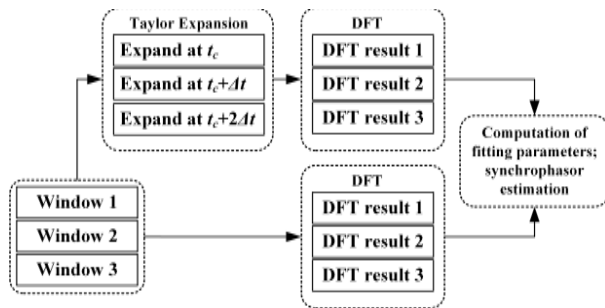 Taylor Expansion
Expand at t_c
Expand at t_c+Δt
Expand at t_c+2Δt
DFT
DFT result 1
DFT result 2
DFT result 3
Computation of
fitting parameters;
synchrophasor
estimation
Window 1
Window 2
Window 3
DFT
DFT result 1
DFT result 2
DFT result 3